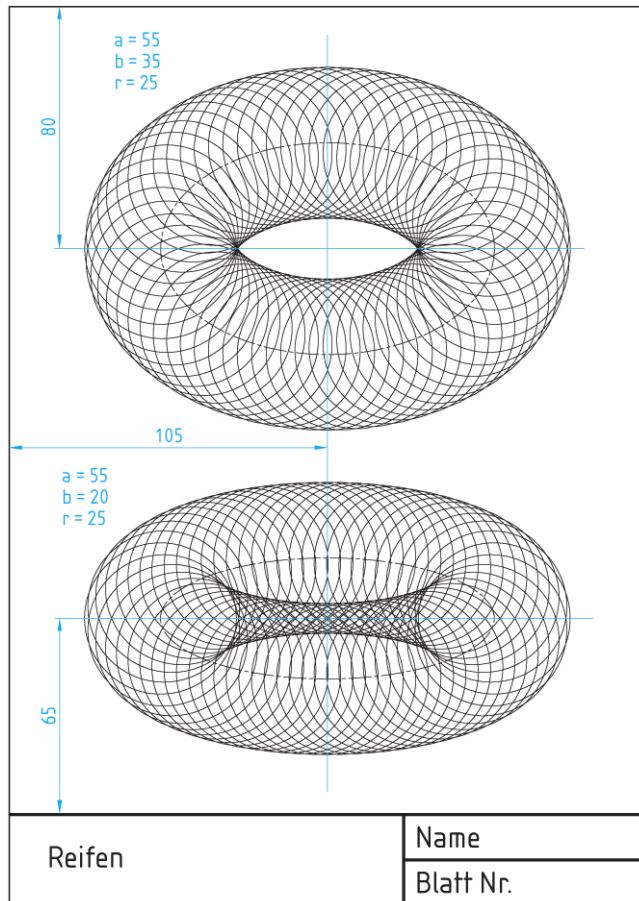 a = 55
b = 35
r = 25
80
105
a = 55
b = 20
r = 25
65
Reifen
Name
Blatt Nr.